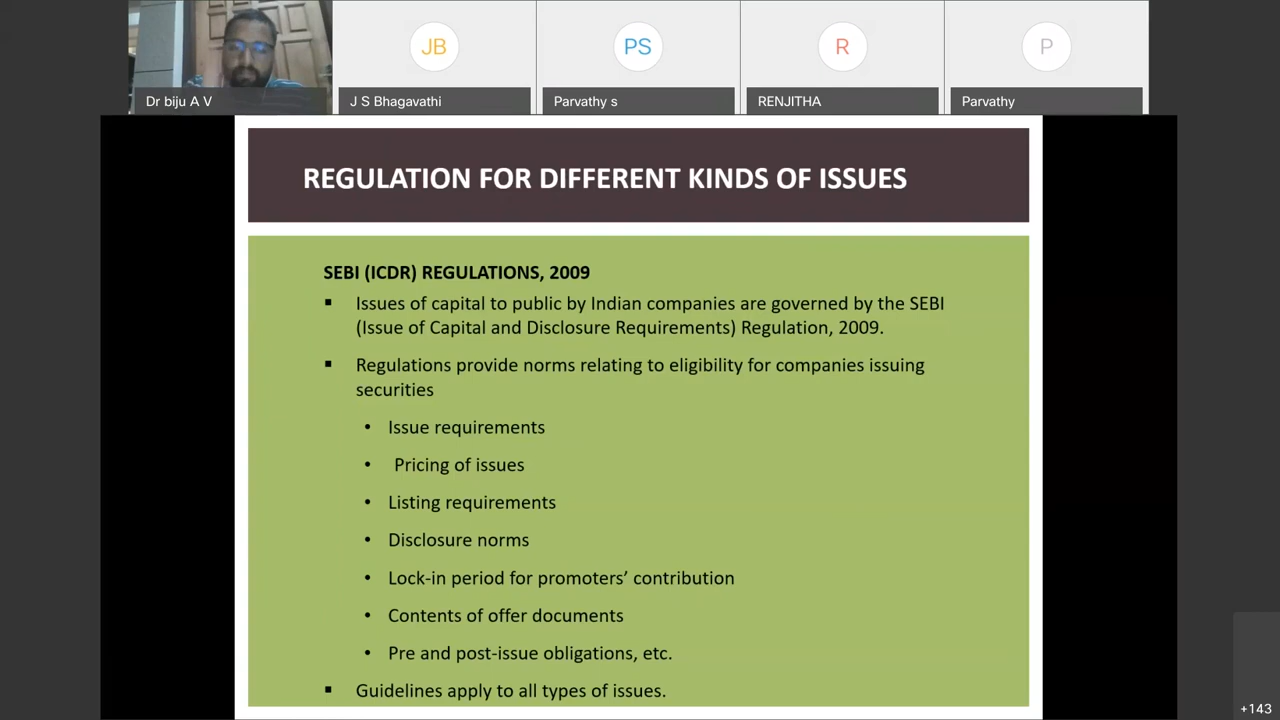 JB
PS
R
P
Dr biju A V
J S Bhagavathi
Parvathy s
RENJITHA
Parvathy
REGULATION FOR DIFFERENT KINDS OF ISSUES
SEBI (ICDR) REGULATIONS, 2009
▪ Issues of capital to public by Indian companies are governed by the SEBI
(Issue of Capital and Disclosure Requirements) Regulation, 2009.
▪ Regulations provide norms relating to eligibility for companies issuing
securities
• Issue requirements
• Pricing of issues
• Listing requirements
• Disclosure norms
• Lock-in period for promoters’ contribution
• Contents of offer documents
• Pre and post-issue obligations, etc.
▪ Guidelines apply to all types of issues.
+143